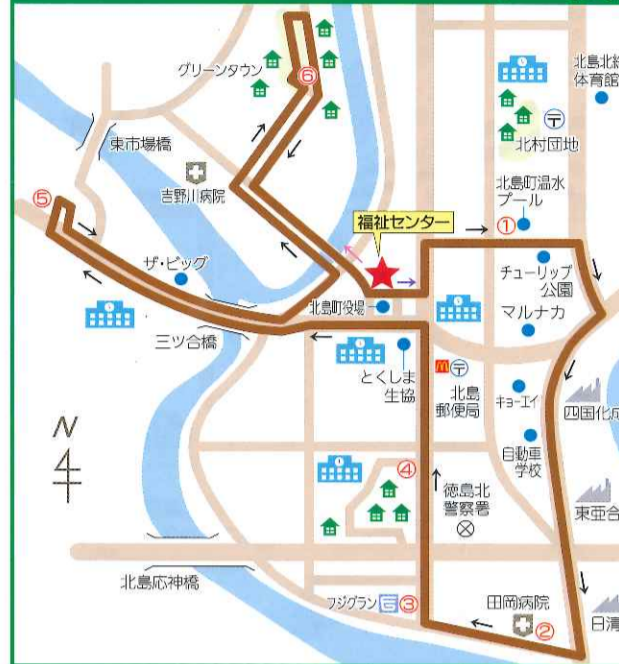 グリーンタウン
⑥
北島北総
体育館
東市場橋
〒
北村団地
吉野川病院
⑤
北島町温水
プール
①
福祉センター
ザ・ビッグ
チューリップ
公園
北島町役場
マルナカ
三ツ合橋
とくしま
生協
〒
北島
郵便局
キョーエイ
四国化成
自動車
学校
N
④
徳島北
警察署
東亜合
北島応神橋
フジグラン
③
田岡病院
②
日清